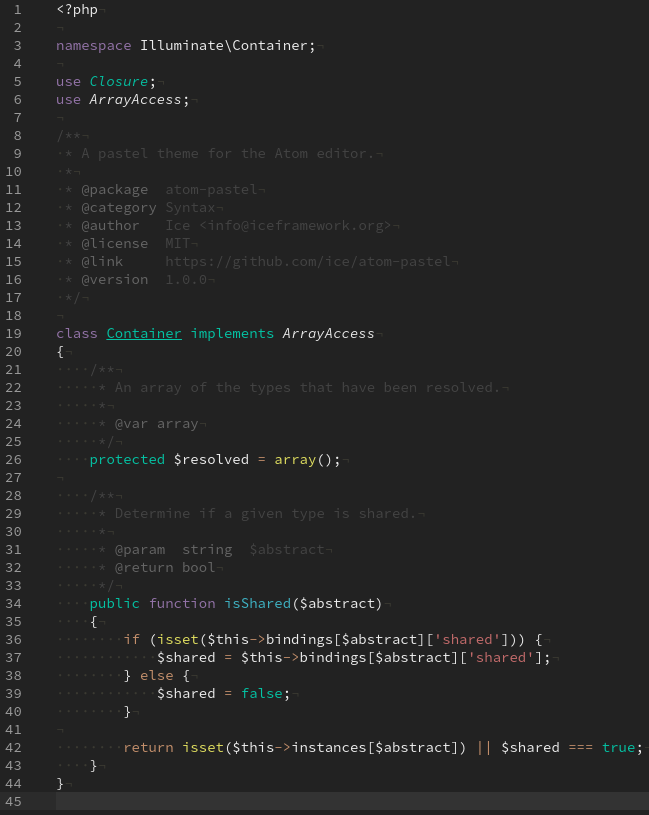 1 <?php¬
2 ¬
3 namespace Illuminate\Container;¬
4 ¬
5 use Closure;¬
6 use ArrayAccess;¬
7 ¬
8 /**¬
9 ·* A pastel theme for the Atom editor.¬
10 ·*¬
11 ·* @package  atom-pastel¬
12 ·* @category Syntax¬
13 ·* @author   Ice <info@iceframework.org>¬
14 ·* @license  MIT¬
15 ·* @link     https://github.com/ice/atom-pastel¬
16 ·* @version  1.0.0¬
17 ·*/¬
18 ¬
19 class Container implements ArrayAccess¬
20 {¬
21 ····/**¬
22 ·····* An array of the types that have been resolved.¬
23 ·····*¬
24 ·····* @var array¬
25 ·····*/¬
26 ····protected $resolved = array();¬
27 ¬
28 ····/**¬
29 ·····* Determine if a given type is shared.¬
30 ·····*¬
31 ·····* @param  string  $abstract¬
32 ·····* @return bool¬
33 ·····*/¬
34 ····public function isShared($abstract)¬
35 ····{¬
36 ········if (isset($this->bindings[$abstract]['shared'])) {¬
37 ············$shared = $this->bindings[$abstract]['shared'];¬
38 ········} else {¬
39 ············$shared = false;¬
40 ········}¬
41 ¬
42 ········return isset($this->instances[$abstract]) || $shared === true;¬
43 ····}¬
44 }¬
45